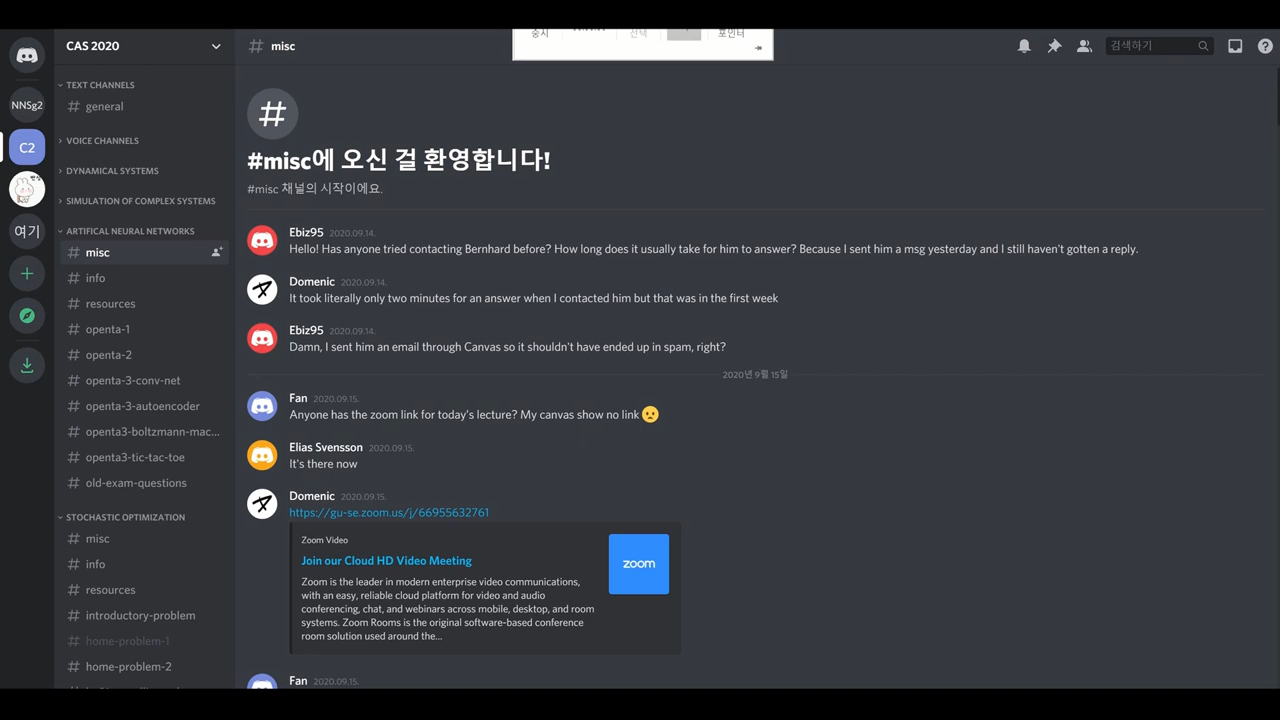 CAS 2020
# misc
중지
선택
포인터
검색하기
NNSg2
C2
여기
TEXT CHANNELS
# general
VOICE CHANNELS
DYNAMICAL SYSTEMS
SIMULATION OF COMPLEX SYSTEMS
ARTIFICAL NEURAL NETWORKS
# misc
# info
# resources
# openta-1
# openta-2
# openta-3-conv-net
# openta-3-autoencoder
# openta3-boltzmann-mac...
# openta3-tic-tac-toe
# old-exam-questions
STOCHASTIC OPTIMIZATION
# misc
# info
# resources
# introductory-problem
# home-problem-1
# home-problem-2
#
#misc에 오신 걸 환영합니다!
#misc 채널의 시작이에요.
Ebiz95 2020.09.14.
Hello! Has anyone tried contacting Bernhard before? How long does it usually take for him to answer? Because I sent him a msg yesterday and I still haven't gotten a reply.
Domenic 2020.09.14.
It took literally only two minutes for an answer when I contacted him but that was in the first week
Ebiz95 2020.09.14.
Damn, I sent him an email through Canvas so it shouldn't have ended up in spam, right?
2020년 9월 15일
Fan 2020.09.15.
Anyone has the zoom link for today's lecture? My canvas show no link 😟
Elias Svensson 2020.09.15.
It's there now
Domenic 2020.09.15.
https://gu-se.zoom.us/j/66955632761
Zoom Video
Join our Cloud HD Video Meeting
Zoom is the leader in modern enterprise video communications,
with an easy, reliable cloud platform for video and audio
conferencing, chat, and webinars across mobile, desktop, and room
systems. Zoom Rooms is the original software-based conference
room solution used around the...
zoom
Fan 2020.09.15.